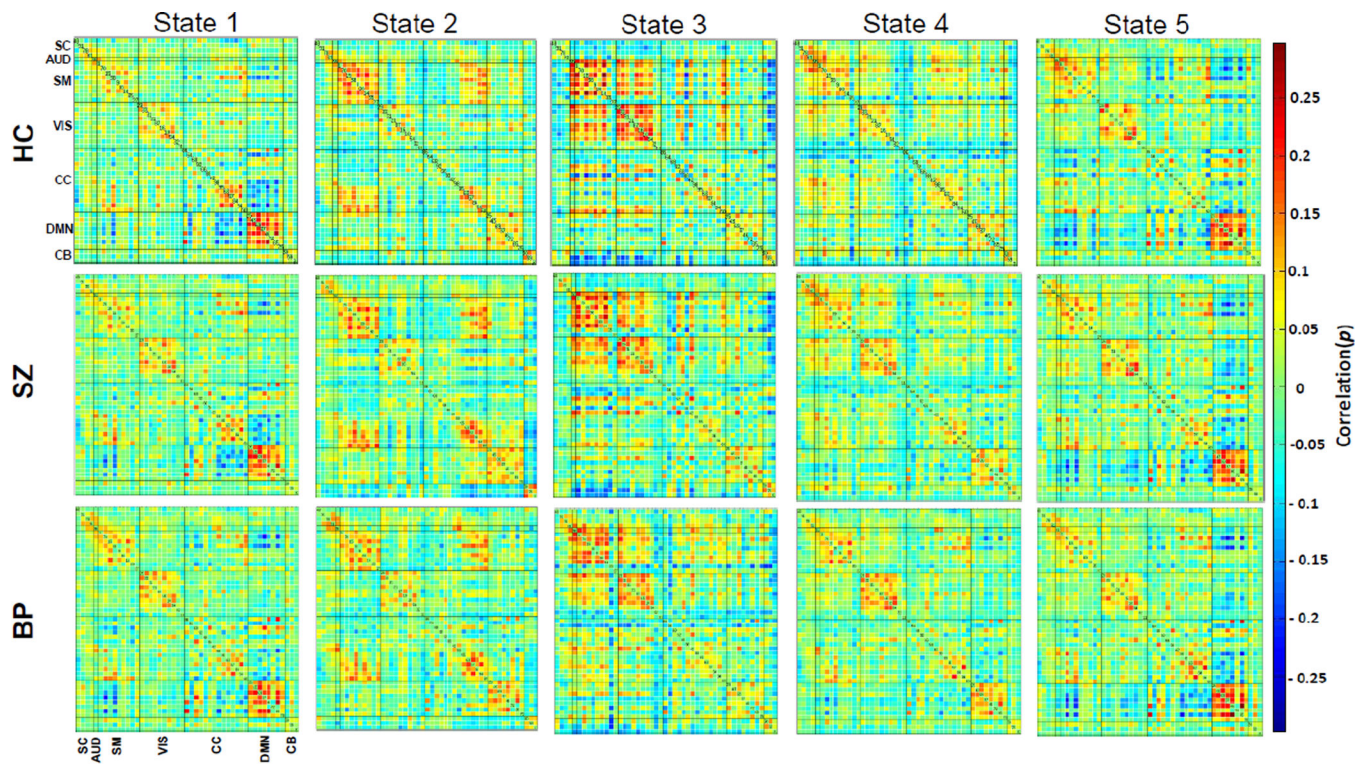 State 1
State 2
State 3
State 4
State 5
HC
SC
AUD
SM
VIS
CC
DMN
CB
SZ
BP
SC
AUD
SM
VIS
CC
DMN
CB
0.25
0.2
0.15
0.1
0.05
0
-0.05
-0.1
-0.15
-0.2
-0.25
Correlation(p)